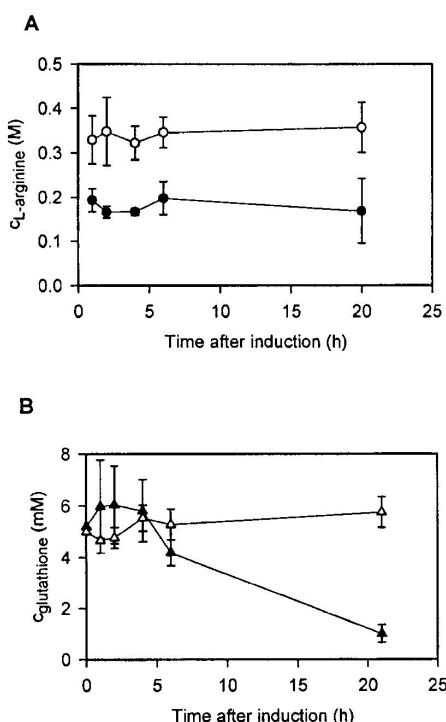 A
0.5
0.4
0.3
0.2
0.1
0.0
cL-arginine (M)
0 5 10 15 20 25
Time after induction (h)
B
8
6
4
2
0
cglutathione (mM)
0 5 10 15 20 25
Time after induction (h)